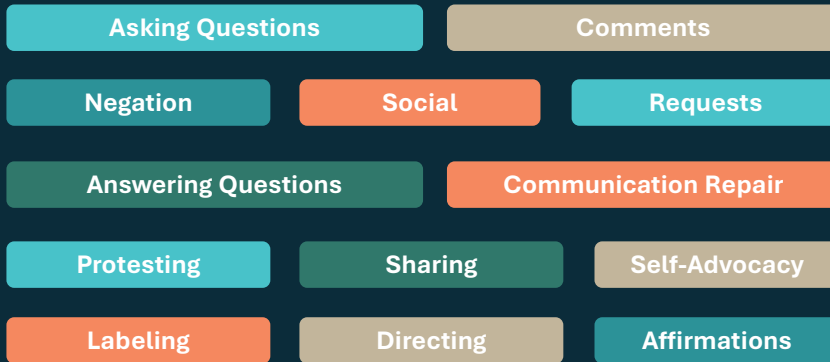 Asking Questions
Comments
Negation
Social
Requests
Answering Questions
Communication Repair
Protesting
Sharing
Self-Advocacy
Labeling
Directing
Affirmations